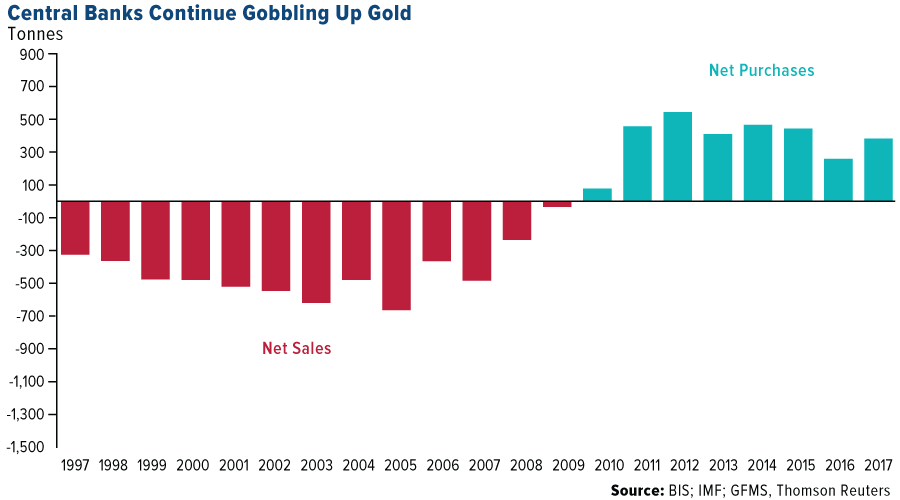 Central Banks Continue Gobbling Up Gold
Tonnes
900
Net Purchases
700
500
300
100
-100
-300
-500
-700
-900
Net Sales
-1,100
-1,300
-1,500
1997 1998 1999 2000 2001 2002 2003 2004 2005 2006 2007 2008 2009 2010 2011 2012 2013 2014 2015 2016 2017
Source: BIS; IMF; GFMS, Thomson Reuters